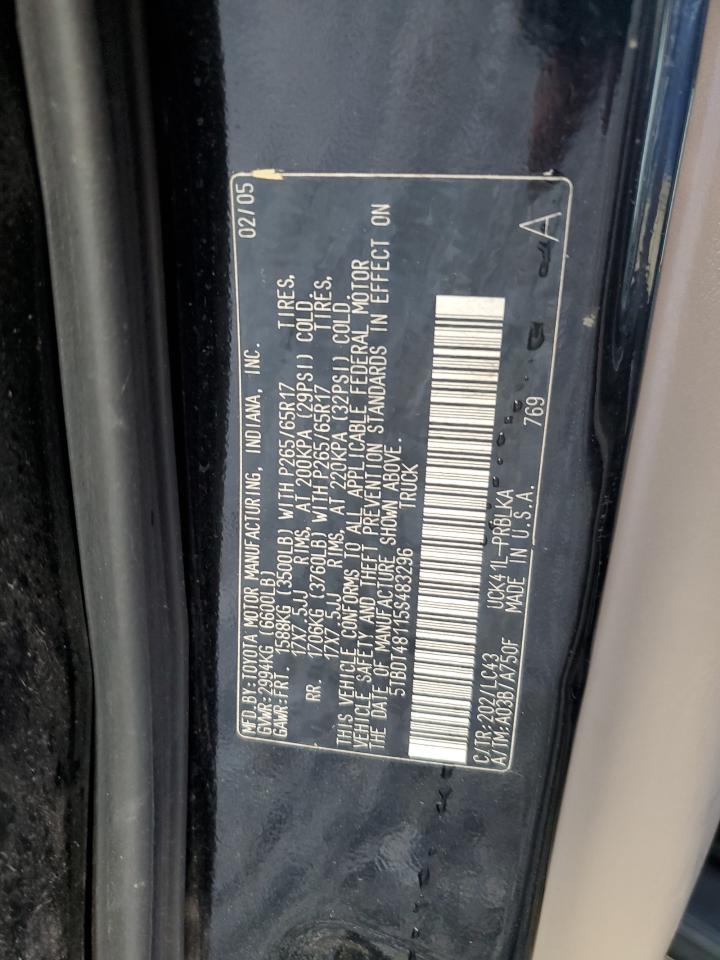 MFD.BY:TOYOTA MOTOR MANUFACTURING, INDIANA, INC. 02/05
GVWR:2994KG (6600LB)
GAWR:FRT. 1588KG (3500LB) WITH P265/65R17 TIRES,
17X7.5JJ RIMS, AT 200KPA (29PSI) COLD.
RR. 1706KG (3760LB) WITH P265/65R17 TIRES,
17X7.5JJ RIMS, AT 220KPA (32PSI) COLD.
THIS VEHICLE CONFORMS TO ALL APPLICABLE FEDERAL MOTOR
VEHICLE SAFETY AND THEFT PREVENTION STANDARDS IN EFFECT ON
THE DATE OF MANUFACTURE SHOWN ABOVE.
5TBDT48115S483296 TRUCK
C/TR:202/LC43 UCK41L-PRBLKA 769 A
A/TM:A03B/A750F MADE IN U.S.A.